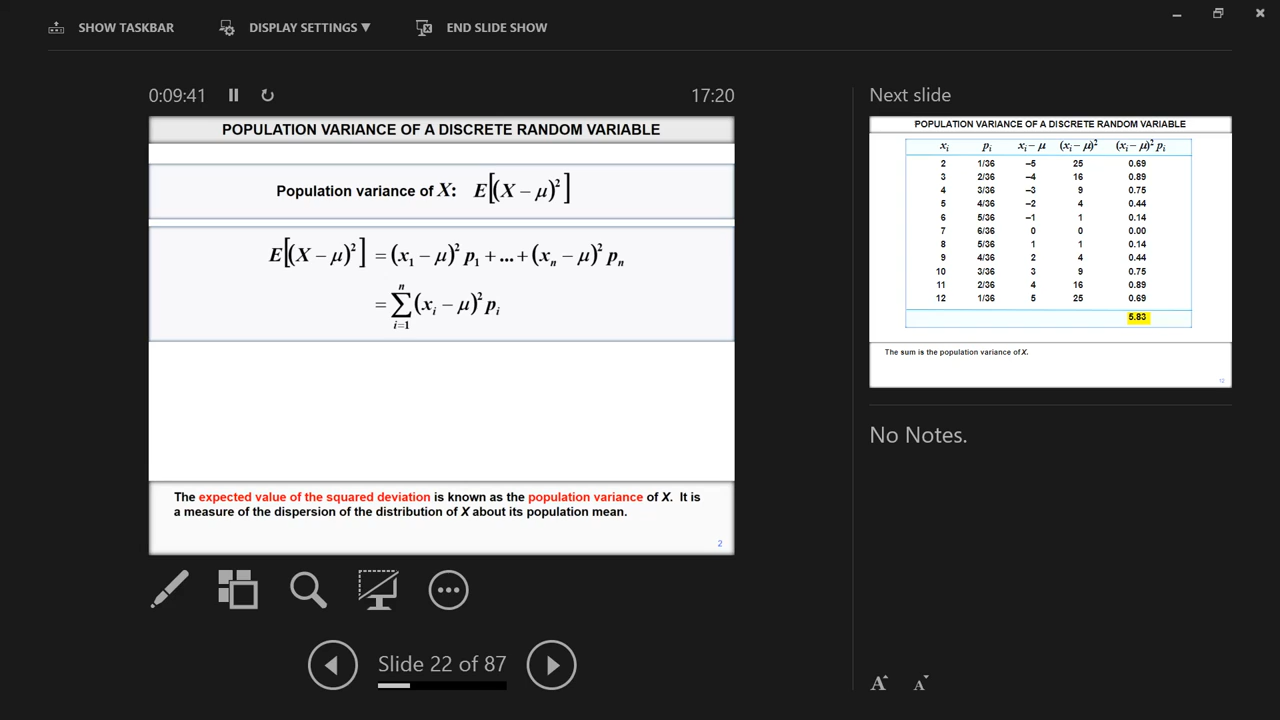 SHOW TASKBAR DISPLAY SETTINGS ▼ END SLIDE SHOW
0:09:41 17:20
POPULATION VARIANCE OF A DISCRETE RANDOM VARIABLE
Population variance of X: E[(X – μ)²]
E[(X – μ)²] = (x₁ – μ)² p₁ + ... + (xₙ – μ)² pₙ
= ∑ⁿᵢ₌₁ (xᵢ – μ)² pᵢ
The expected value of the squared deviation is known as the population variance of X. It is
a measure of the dispersion of the distribution of X about its population mean.
2
Slide 22 of 87
Next slide
POPULATION VARIANCE OF A DISCRETE RANDOM VARIABLE
xᵢ pᵢ xᵢ – μ (xᵢ – μ)² (xᵢ – μ)² pᵢ
2 1/36 –5 25 0.69
3 2/36 –4 16 0.89
4 3/36 –3 9 0.75
5 4/36 –2 4 0.44
6 5/36 –1 1 0.14
7 6/36 0 0 0.00
8 5/36 1 1 0.14
9 4/36 2 4 0.44
10 3/36 3 9 0.75
11 2/36 4 16 0.89
12 1/36 5 25 0.69
5.83
The sum is the population variance of X.
12
No Notes.
A A